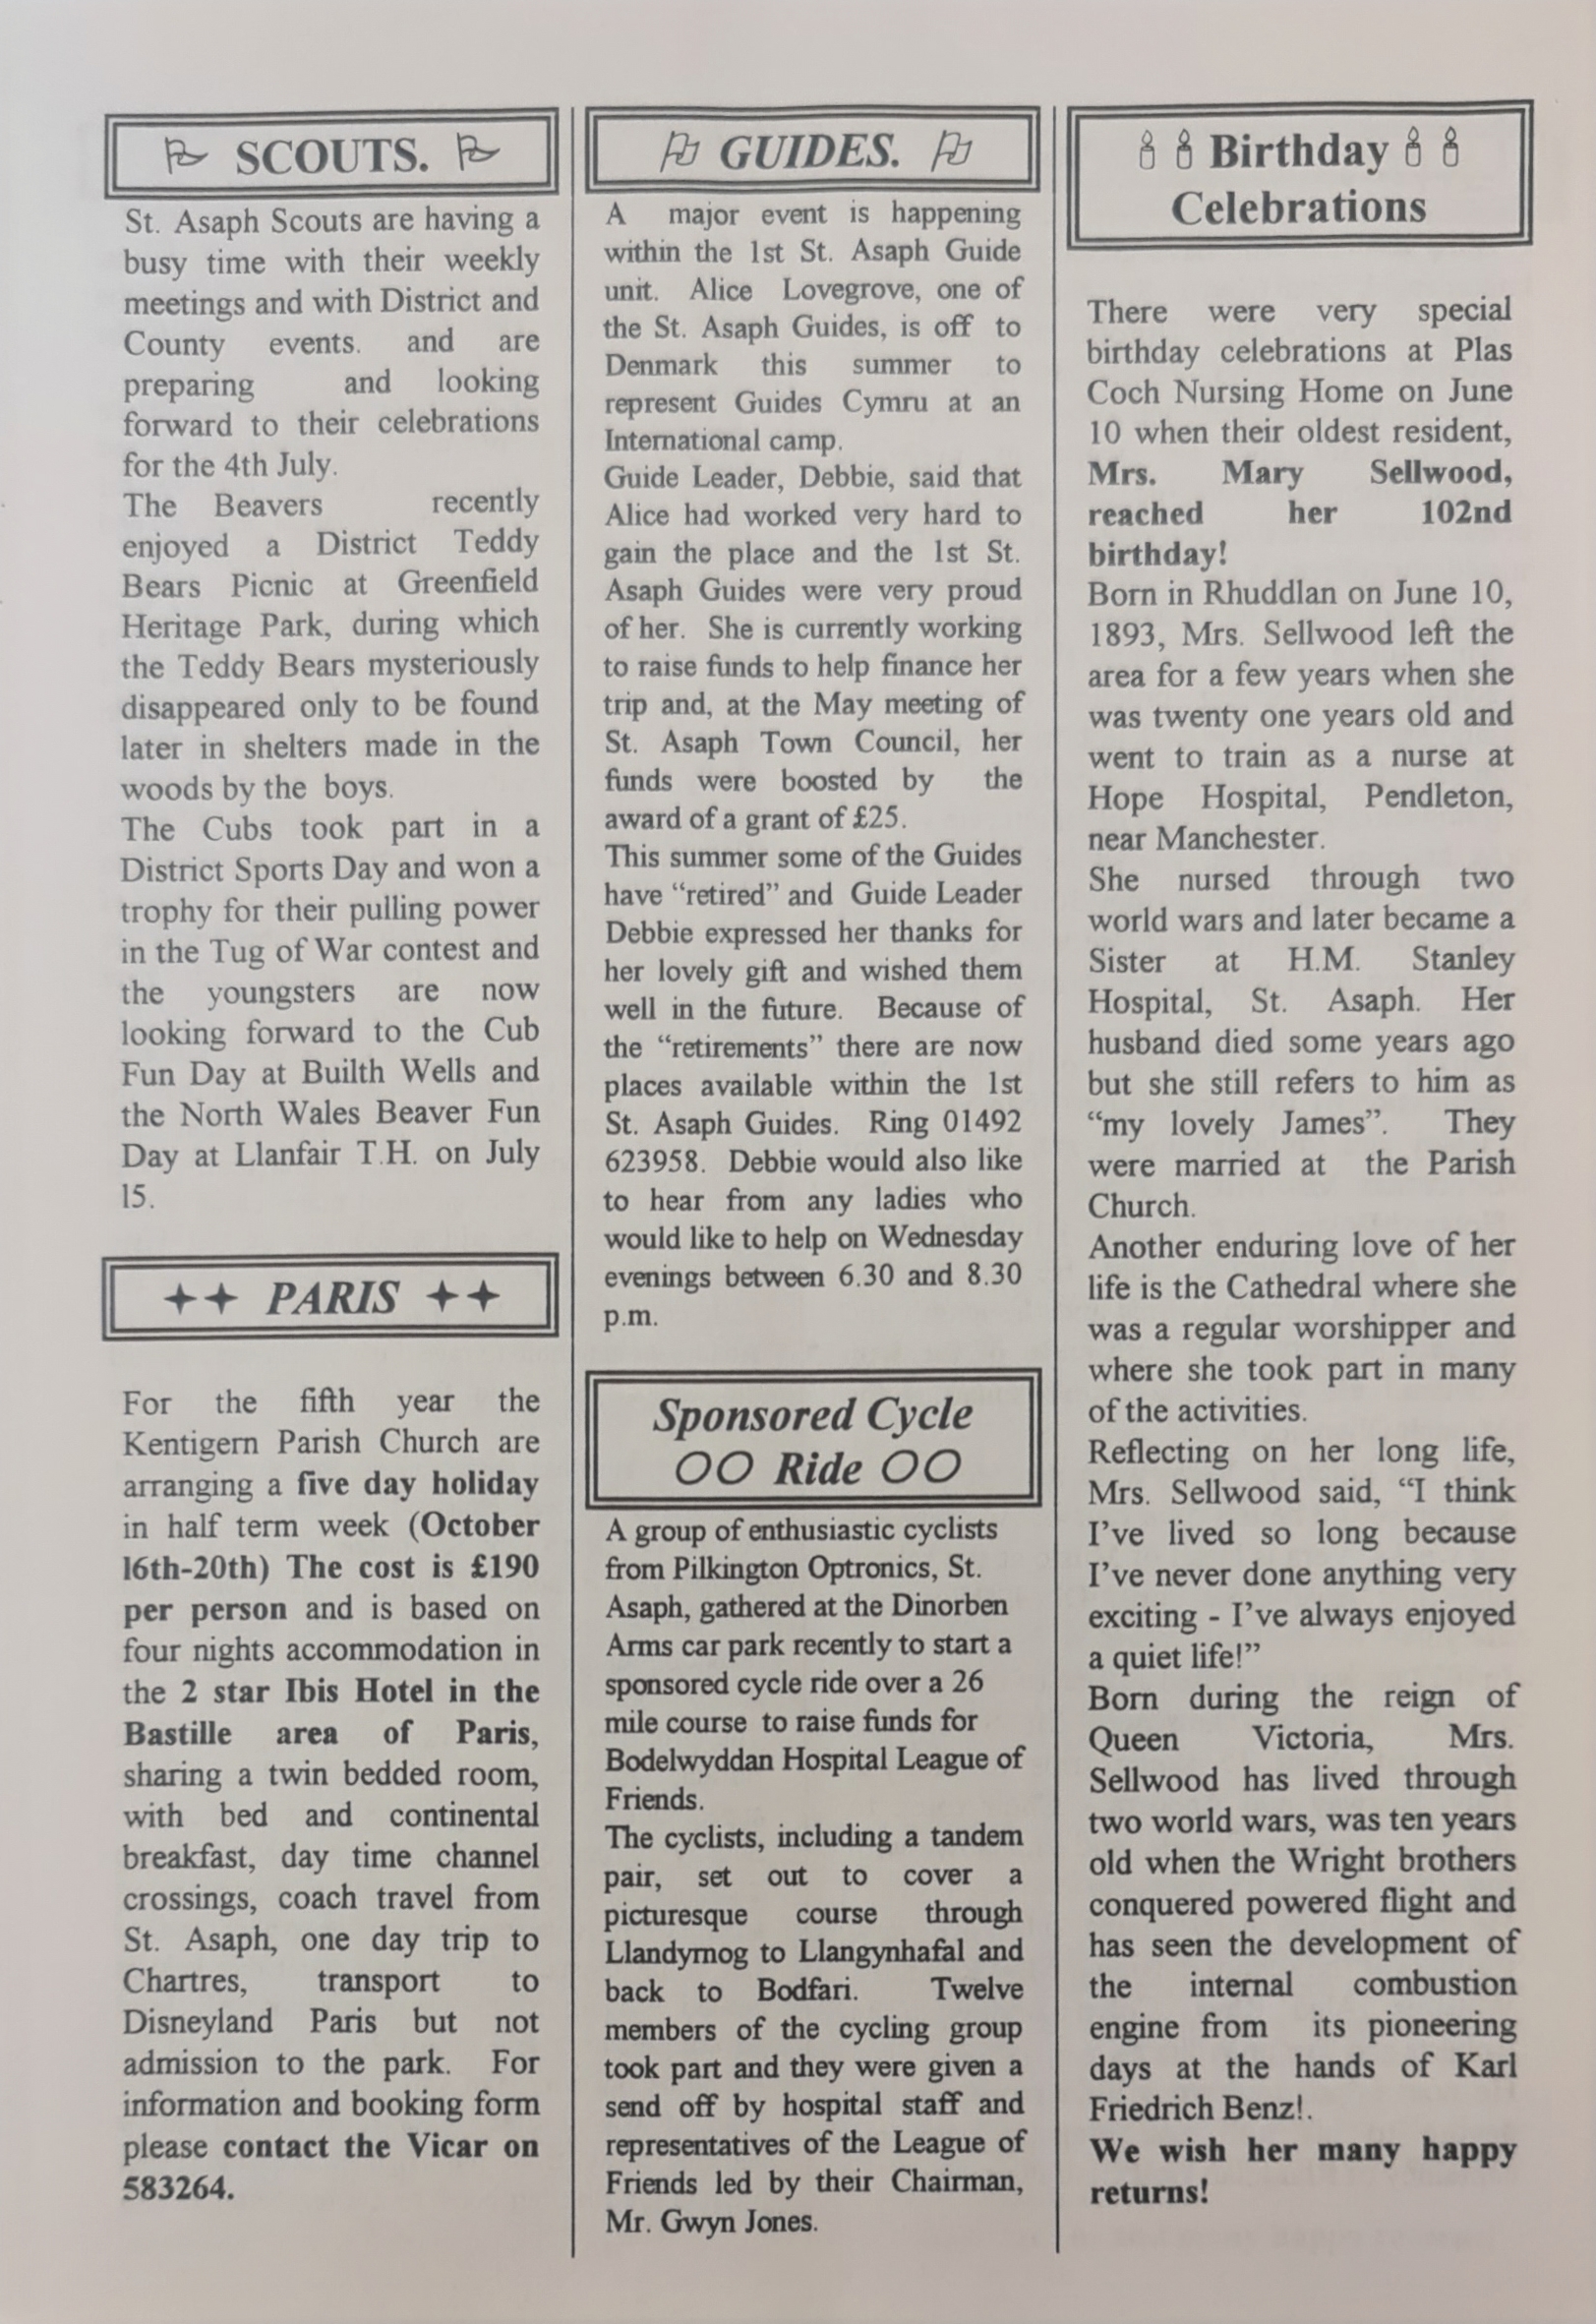 SCOUTS.
St. Asaph Scouts are having a
busy time with their weekly
meetings and with District and
County events. and are
preparing and looking
forward to their celebrations
for the 4th July.
The Beavers recently
enjoyed a District Teddy
Bears Picnic at Greenfield
Heritage Park, during which
the Teddy Bears mysteriously
disappeared only to be found
later in shelters made in the
woods by the boys.
The Cubs took part in a
District Sports Day and won a
trophy for their pulling power
in the Tug of War contest and
the youngsters are now
looking forward to the Cub
Fun Day at Builth Wells and
the North Wales Beaver Fun
Day at Llanfair T.H. on July
15.
PARIS
For the fifth year the
Kentigern Parish Church are
arranging a five day holiday
in half term week (October
16th-20th) The cost is £190
per person and is based on
four nights accommodation in
the 2 star Ibis Hotel in the
Bastille area of Paris,
sharing a twin bedded room,
with bed and continental
breakfast, day time channel
crossings, coach travel from
St. Asaph, one day trip to
Chartres, transport to
Disneyland Paris but not
admission to the park. For
information and booking form
please contact the Vicar on
583264.
GUIDES.
A major event is happening
within the 1st St. Asaph Guide
unit. Alice Lovegrove, one of
the St. Asaph Guides, is off to
Denmark this summer to
represent Guides Cymru at an
International camp.
Guide Leader, Debbie, said that
Alice had worked very hard to
gain the place and the 1st St.
Asaph Guides were very proud
of her. She is currently working
to raise funds to help finance her
trip and, at the May meeting of
St. Asaph Town Council, her
funds were boosted by the
award of a grant of £25.
This summer some of the Guides
have “retired” and Guide Leader
Debbie expressed her thanks for
her lovely gift and wished them
well in the future. Because of
the “retirements” there are now
places available within the 1st
St. Asaph Guides. Ring 01492
623958. Debbie would also like
to hear from any ladies who
would like to help on Wednesday
evenings between 6.30 and 8.30
p.m.
Sponsored Cycle
Ride
A group of enthusiastic cyclists
from Pilkington Optronics, St.
Asaph, gathered at the Dinorben
Arms car park recently to start a
sponsored cycle ride over a 26
mile course to raise funds for
Bodelwyddan Hospital League of
Friends.
The cyclists, including a tandem
pair, set out to cover a
picturesque course through
Llandyrnog to Llangynhafal and
back to Bodfari. Twelve
members of the cycling group
took part and they were given a
send off by hospital staff and
representatives of the League of
Friends led by their Chairman,
Mr. Gwyn Jones.
Birthday
Celebrations
There were very special
birthday celebrations at Plas
Coch Nursing Home on June
10 when their oldest resident,
Mrs. Mary Sellwood,
reached her 102nd
birthday!
Born in Rhuddlan on June 10,
1893, Mrs. Sellwood left the
area for a few years when she
was twenty one years old and
went to train as a nurse at
Hope Hospital, Pendleton,
near Manchester.
She nursed through two
world wars and later became a
Sister at H.M. Stanley
Hospital, St. Asaph. Her
husband died some years ago
but she still refers to him as
“my lovely James”. They
were married at the Parish
Church.
Another enduring love of her
life is the Cathedral where she
was a regular worshipper and
where she took part in many
of the activities.
Reflecting on her long life,
Mrs. Sellwood said, “I think
I’ve lived so long because
I’ve never done anything very
exciting - I’ve always enjoyed
a quiet life!”
Born during the reign of
Queen Victoria, Mrs.
Sellwood has lived through
two world wars, was ten years
old when the Wright brothers
conquered powered flight and
has seen the development of
the internal combustion
engine from its pioneering
days at the hands of Karl
Friedrich Benz!.
We wish her many happy
returns!